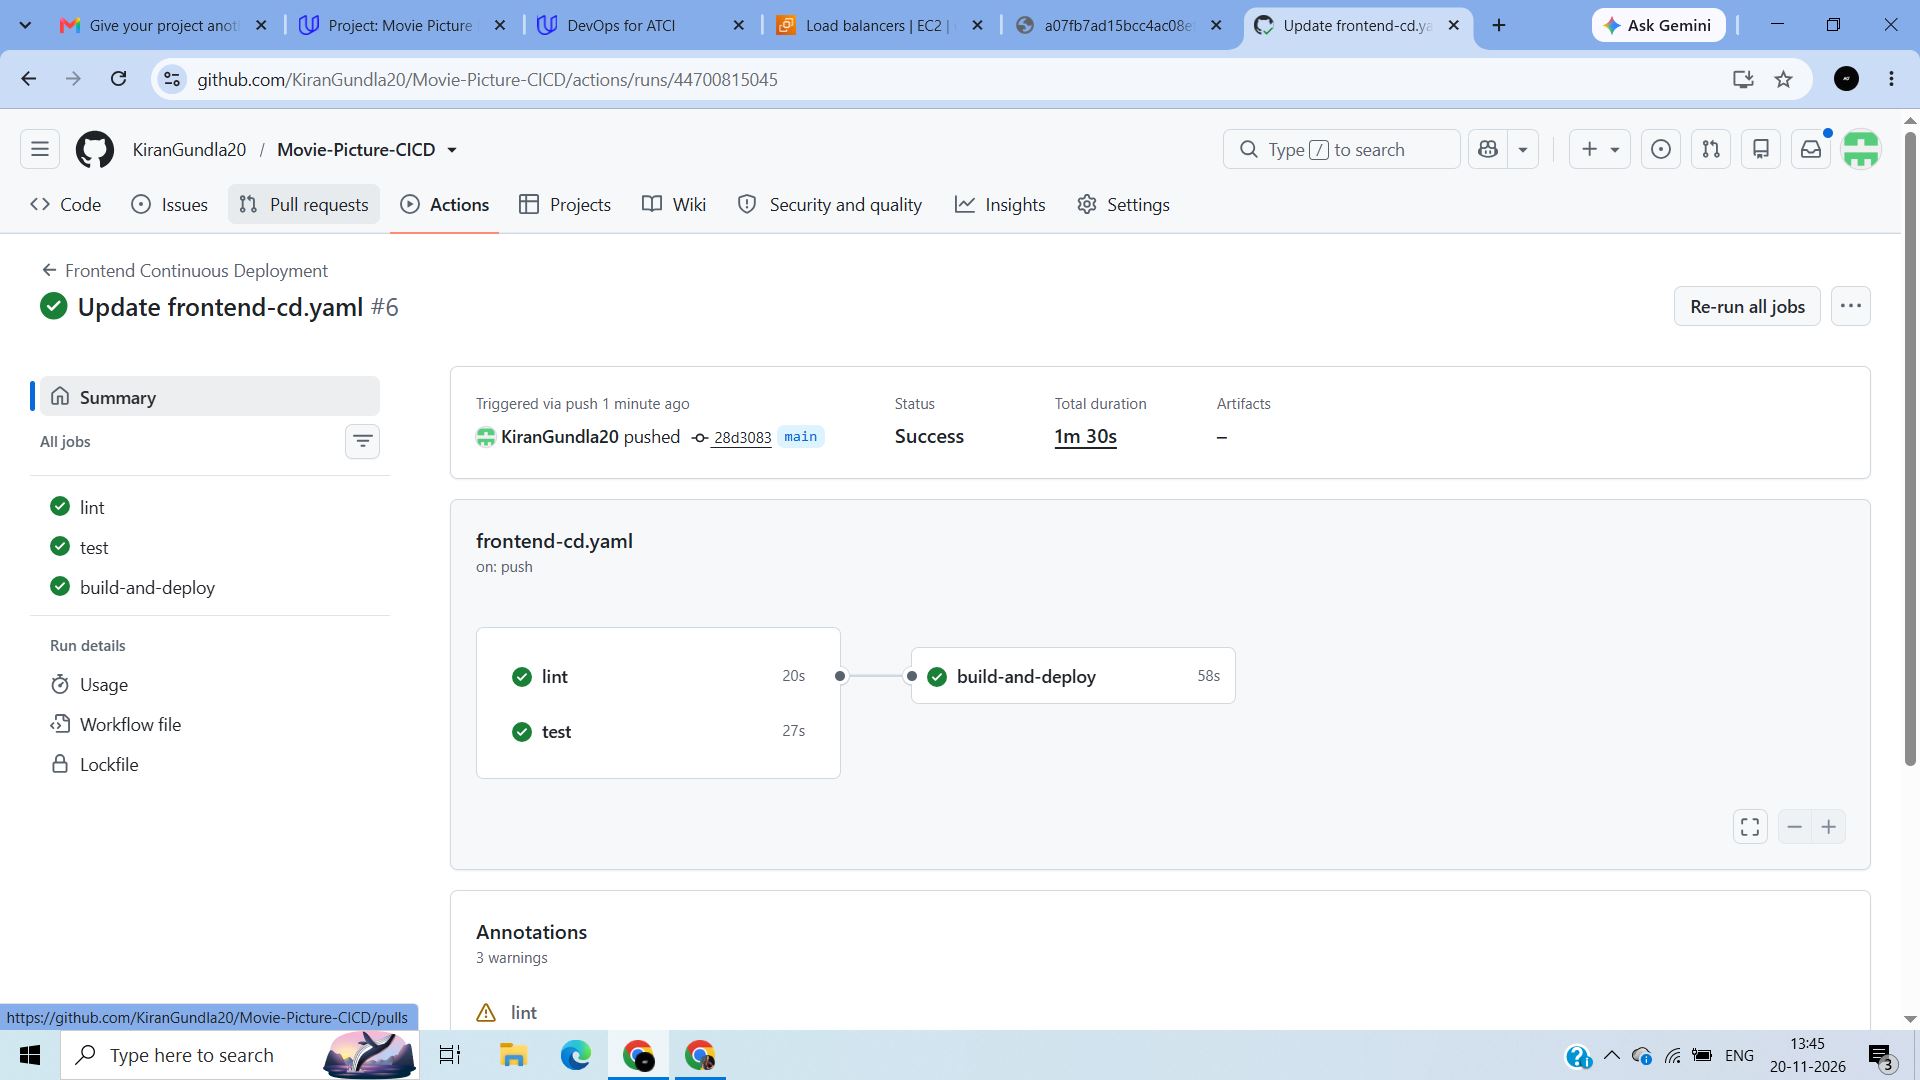 Give your project anot
Project: Movie Picture
DevOps for ATCI
Load balancers | EC2 |
a07fb7ad15bcc4ac08e
Update frontend-cd.ya
Ask Gemini
github.com/KiranGundla20/Movie-Picture-CICD/actions/runs/44700815045
KiranGundla20 / Movie-Picture-CICD
Type / to search
Code
Issues
Pull requests
Actions
Projects
Wiki
Security and quality
Insights
Settings
Frontend Continuous Deployment
Update frontend-cd.yaml #6
Re-run all jobs
Summary
All jobs
lint
test
build-and-deploy
Run details
Usage
Workflow file
Lockfile
Triggered via push 1 minute ago
KiranGundla20 pushed 28d3083 main
Status
Success
Total duration
1m 30s
Artifacts
–
frontend-cd.yaml
on: push
lint 20s
test 27s
build-and-deploy 58s
Annotations
3 warnings
lint
https://github.com/KiranGundla20/Movie-Picture-CICD/pulls
Type here to search
ENG
13:45
20-11-2026
3